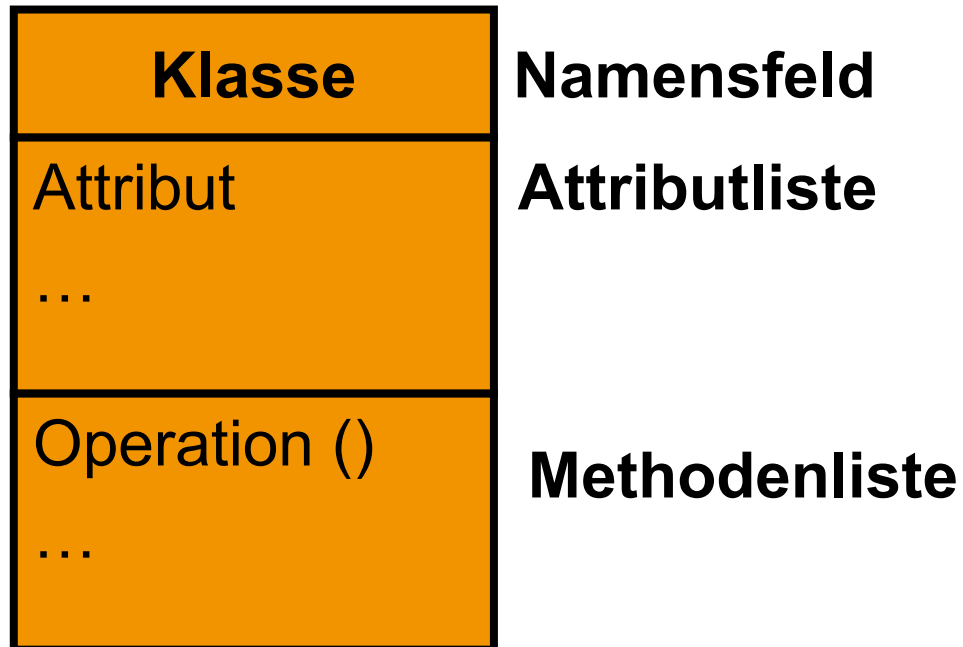 Klasse Namensfeld
Attribut Attributliste
…
Operation () Methodenliste
…